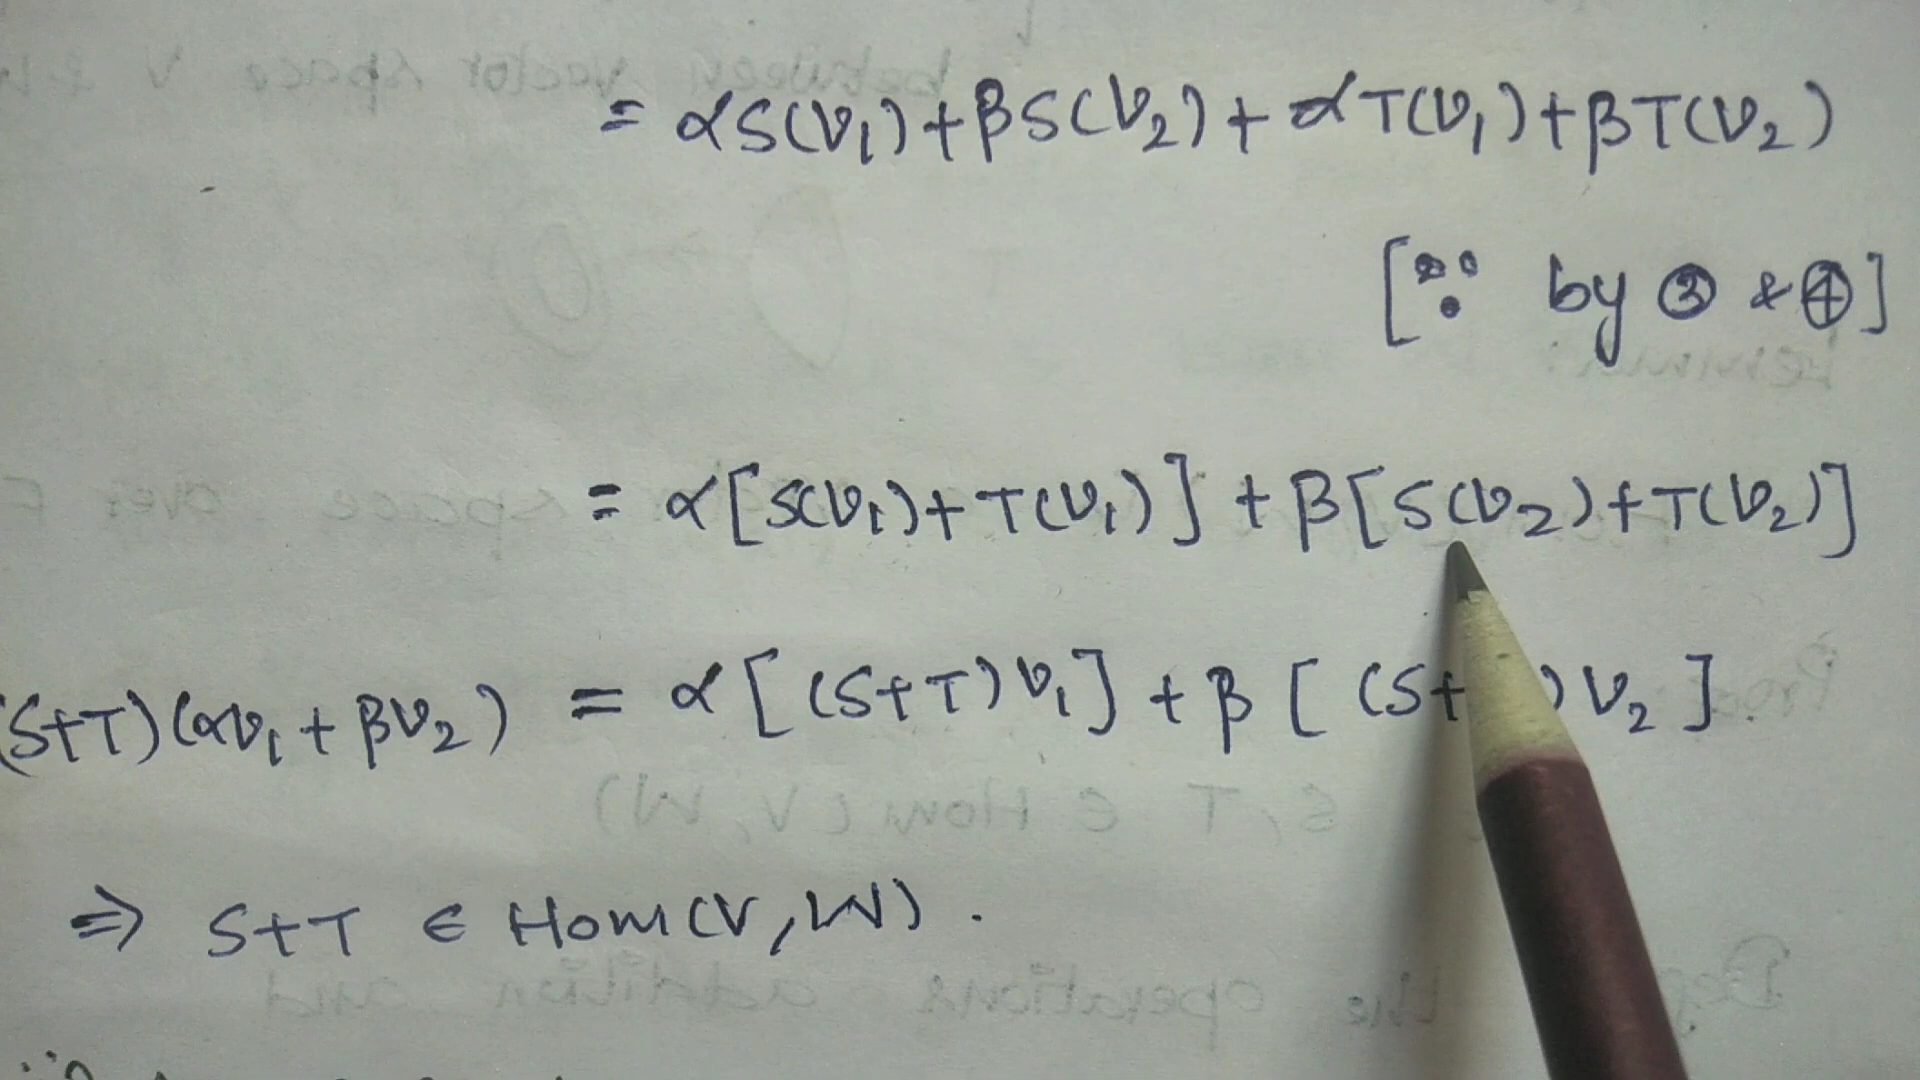 = αS(v₁)+βS(v₂)+αT(v₁)+βT(v₂)
[∵ by ③ & ④]
= α[S(v₁)+T(v₁)] + β[S(v₂)+T(v₂)]
(S+T)(αv₁+βv₂) = α[(S+T)v₁]+β[(S+ )v₂].
⇒ S+T ∈ Hom(V,W).